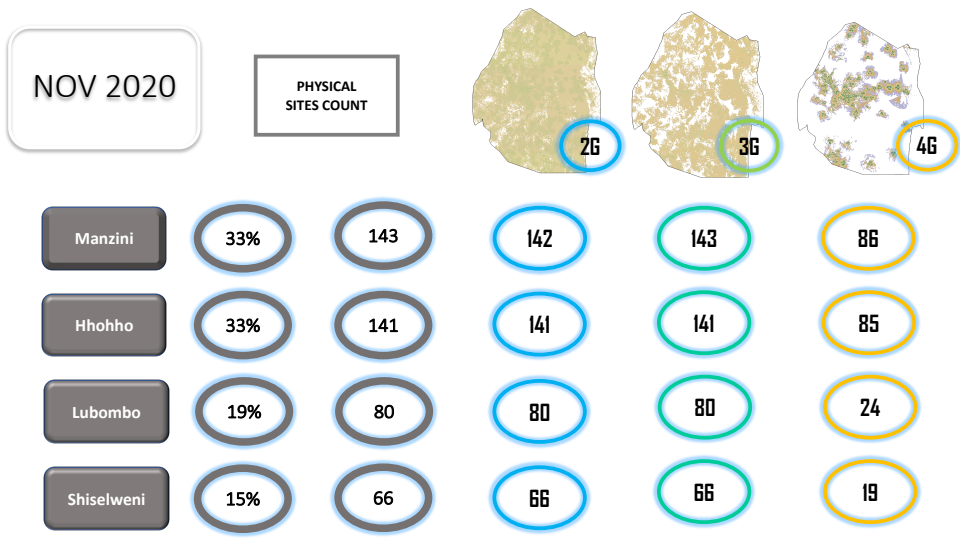 NOV 2020
PHYSICAL
SITES COUNT
2G
3G
4G
Manzini
33%
143
142
143
86
Hhohho
33%
141
141
141
85
Lubombo
19%
80
80
80
24
Shiselweni
15%
66
66
66
19